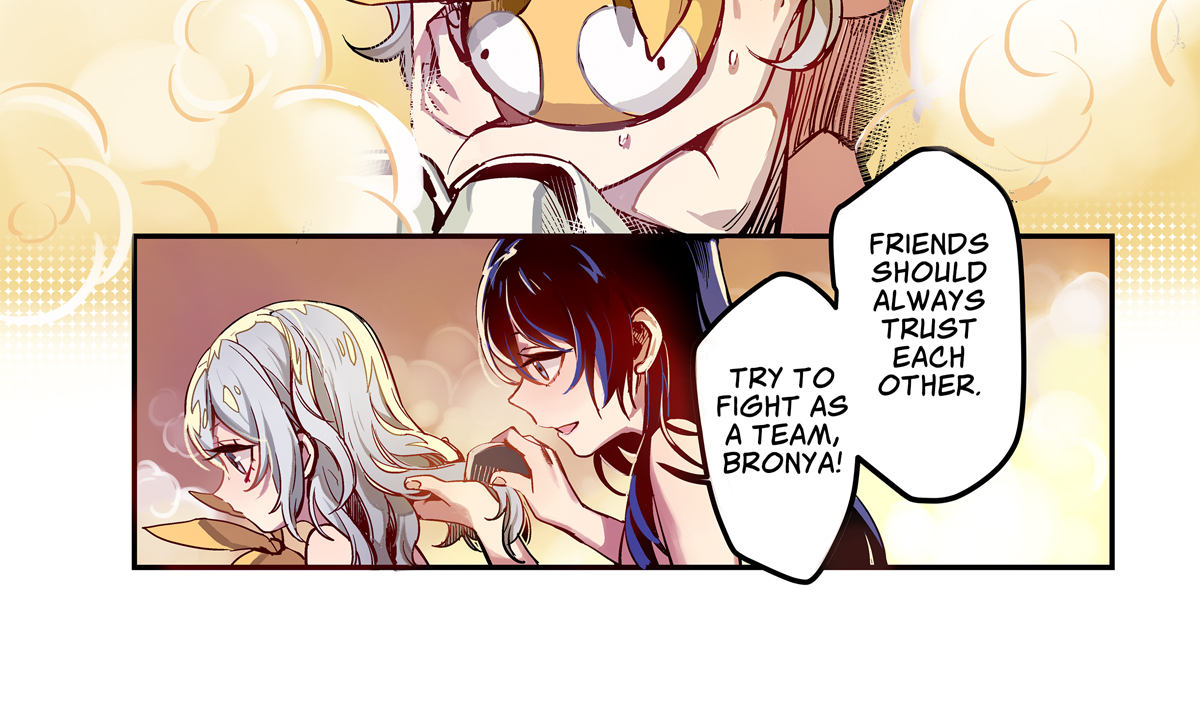 FRIENDS
SHOULD
ALWAYS
TRUST
EACH
OTHER.
TRY TO
FIGHT AS
A TEAM,
BRONYA!